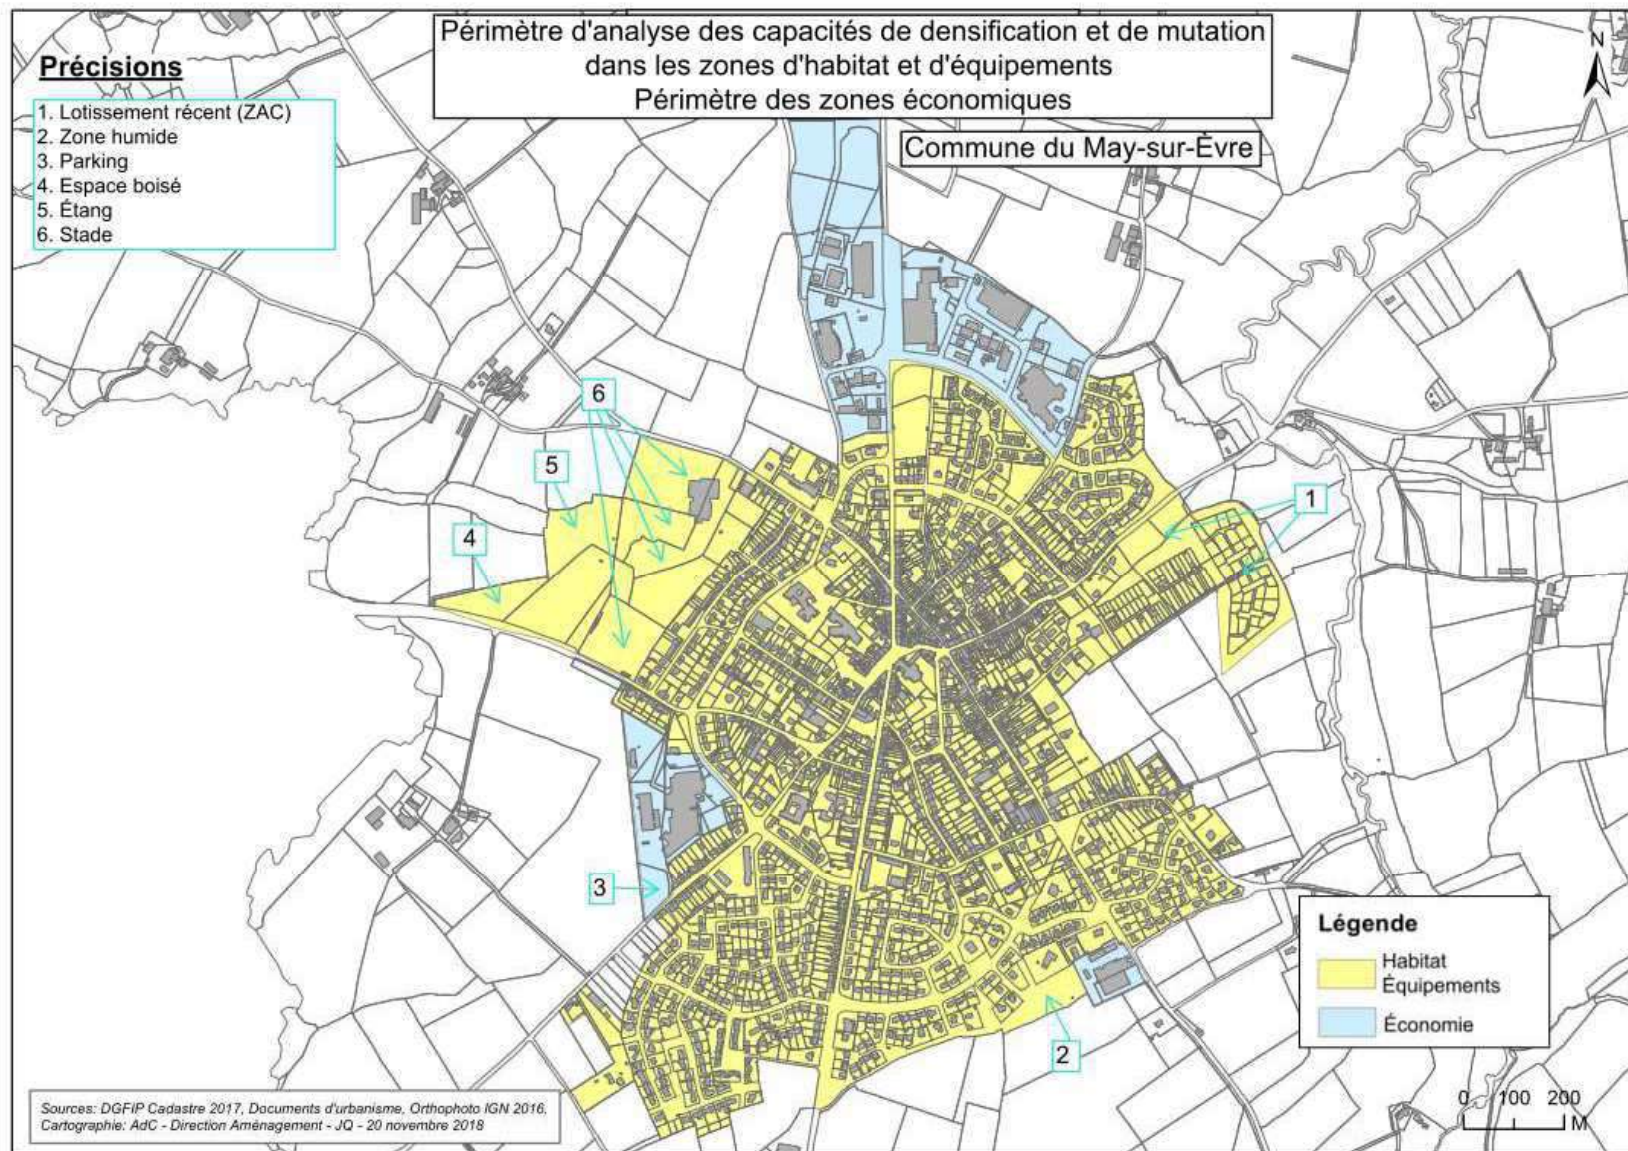 Périmètre d'analyse des capacités de densification et de mutation
dans les zones d'habitat et d'équipements
Périmètre des zones économiques
Commune du May-sur-Èvre
N
Précisions
1. Lotissement récent (ZAC)
2. Zone humide
3. Parking
4. Espace boisé
5. Étang
6. Stade
6
5
4
1
3
2
Légende
Habitat
Équipements
Économie
0 100 200
M
Sources: DGFiP Cadastre 2017, Documents d'urbanisme, Orthophoto IGN 2016.
Cartographie: AdC - Direction Aménagement - JQ - 20 novembre 2018